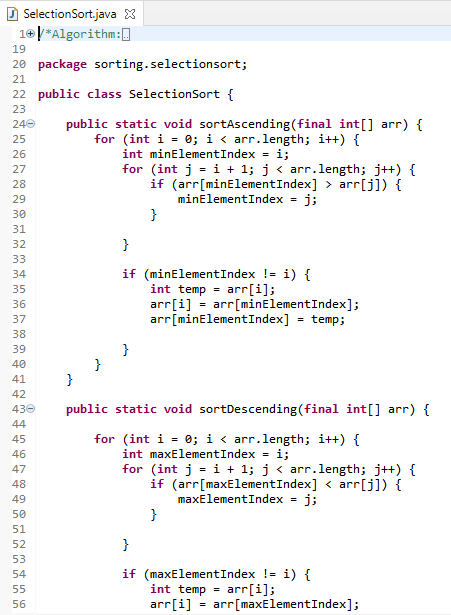 SelectionSort.java
1 /*Algorithm:
19
20 package sorting.selectionsort;
21
22 public class SelectionSort {
23
24 public static void sortAscending(final int[] arr) {
25 for (int i = 0; i < arr.length; i++) {
26 int minElementIndex = i;
27 for (int j = i + 1; j < arr.length; j++) {
28 if (arr[minElementIndex] > arr[j]) {
29 minElementIndex = j;
30 }
31
32 }
33
34 if (minElementIndex != i) {
35 int temp = arr[i];
36 arr[i] = arr[minElementIndex];
37 arr[minElementIndex] = temp;
38
39 }
40 }
41 }
42
43 public static void sortDescending(final int[] arr) {
44
45 for (int i = 0; i < arr.length; i++) {
46 int maxElementIndex = i;
47 for (int j = i + 1; j < arr.length; j++) {
48 if (arr[maxElementIndex] < arr[j]) {
49 maxElementIndex = j;
50 }
51
52 }
53
54 if (maxElementIndex != i) {
55 int temp = arr[i];
56 arr[i] = arr[maxElementIndex];